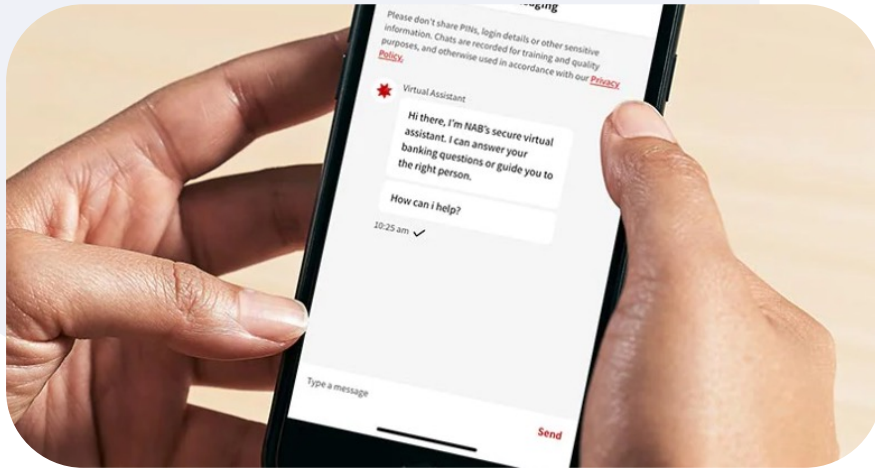 Please don't share PINs, login details or other sensitive
information. Chats are recorded for training and quality
purposes, and otherwise used in accordance with our Privacy
Policy.
Virtual Assistant
Hi there, I'm NAB's secure virtual
assistant. I can answer your
banking questions or guide you to
the right person.
How can i help?
10:25 am
Type a message
Send